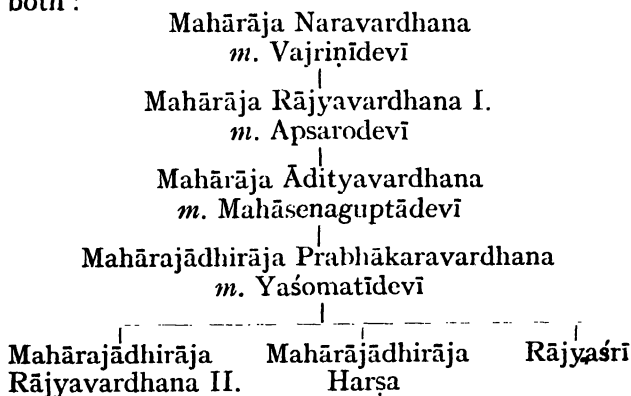 both :
Mahārāja Naravardhana
m. Vajriṇīdevī
Mahārāja Rājyavardhana I.
m. Apsarodevī
Mahārāja Ādityavardhana
m. Mahāsenaguptādevī
Mahārajādhirāja Prabhākaravardhana
m. Yaśomatīdevī
Mahārajādhirāja Mahārājādhirāja Rājyaśrī
Rājyavardhana II. Harṣa